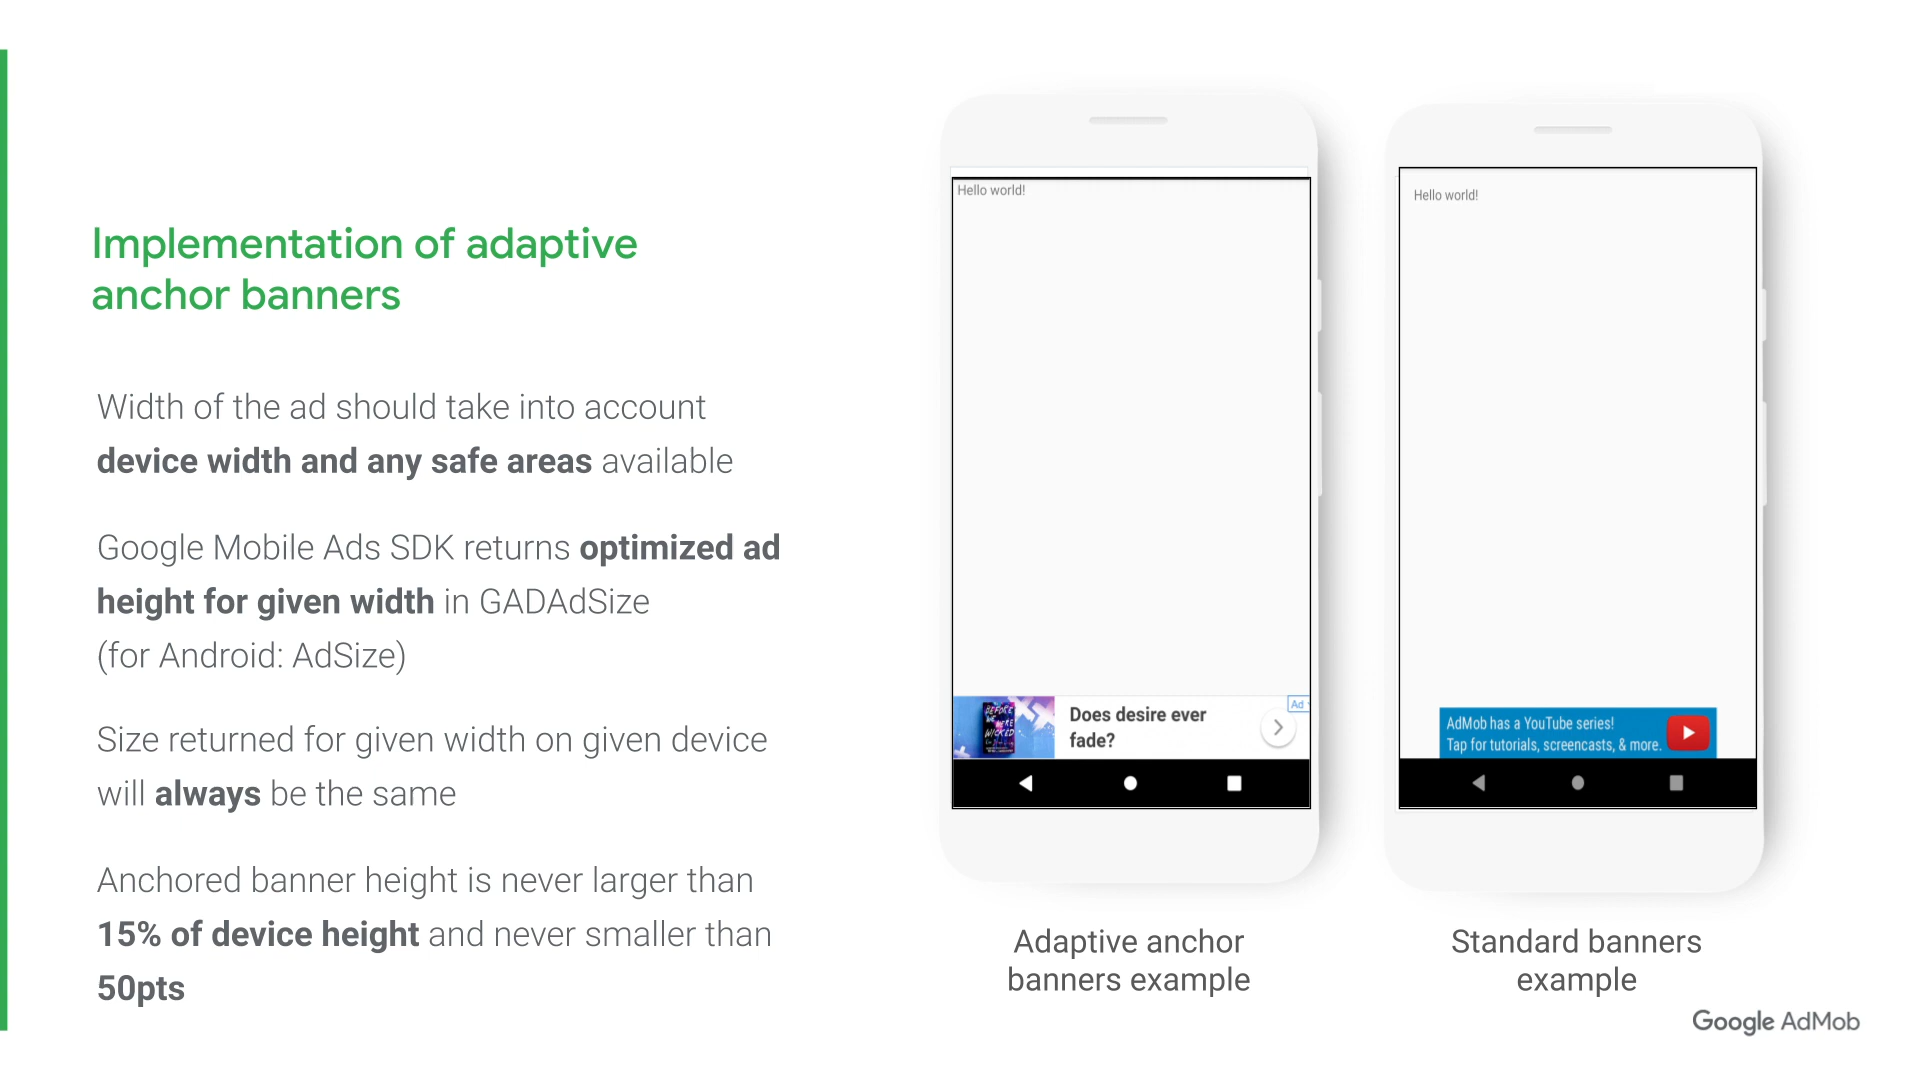 Implementation of adaptive
anchor banners
Width of the ad should take into account
device width and any safe areas available
Google Mobile Ads SDK returns optimized ad
height for given width in GADAdSize
(for Android: AdSize)
Size returned for given width on given device
will always be the same
Anchored banner height is never larger than
15% of device height and never smaller than
50pts
Hello world!
BEFORE
WE WERE
WICKED
Does desire ever
fade?
Ad
Adaptive anchor
banners example
Hello world!
AdMob has a YouTube series!
Tap for tutorials, screencasts, & more.
Standard banners
example
Google AdMob